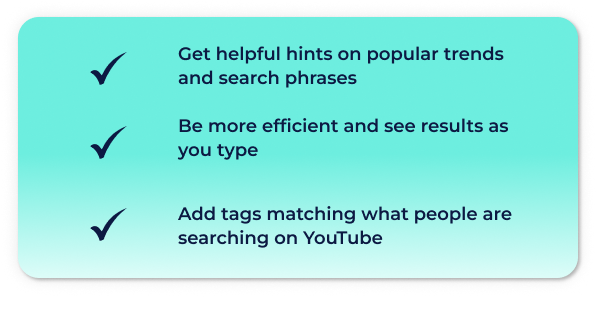 Get helpful hints on popular trends
and search phrases
Be more efficient and see results as
you type
Add tags matching what people are
searching on YouTube